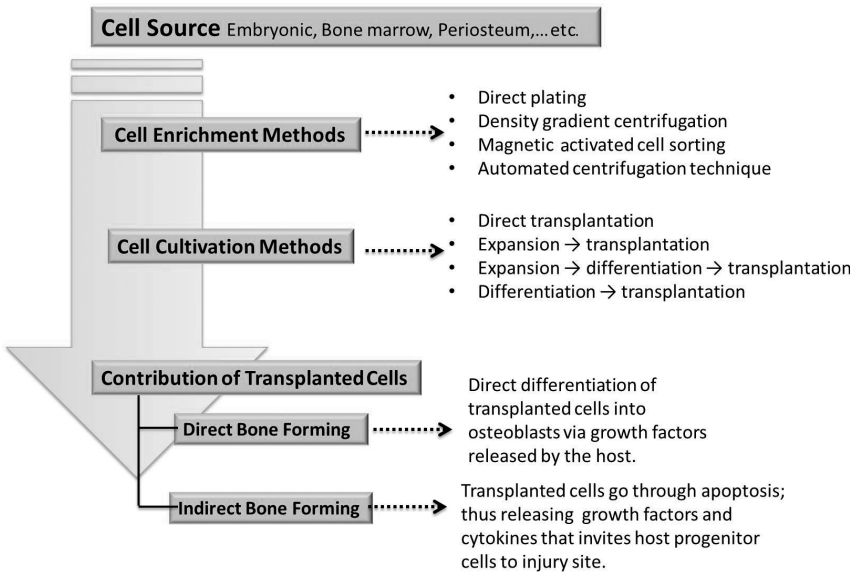 Cell Source Embryonic, Bone marrow, Periosteum,... etc.
Cell Enrichment Methods
• Direct plating
• Density gradient centrifugation
• Magnetic activated cell sorting
• Automated centrifugation technique
Cell Cultivation Methods
• Direct transplantation
• Expansion → transplantation
• Expansion → differentiation → transplantation
• Differentiation → transplantation
Contribution of Transplanted Cells
Direct Bone Forming
Direct differentiation of
transplanted cells into
osteoblasts via growth factors
released by the host.
Indirect Bone Forming
Transplanted cells go through apoptosis;
thus releasing growth factors and
cytokines that invites host progenitor
cells to injury site.